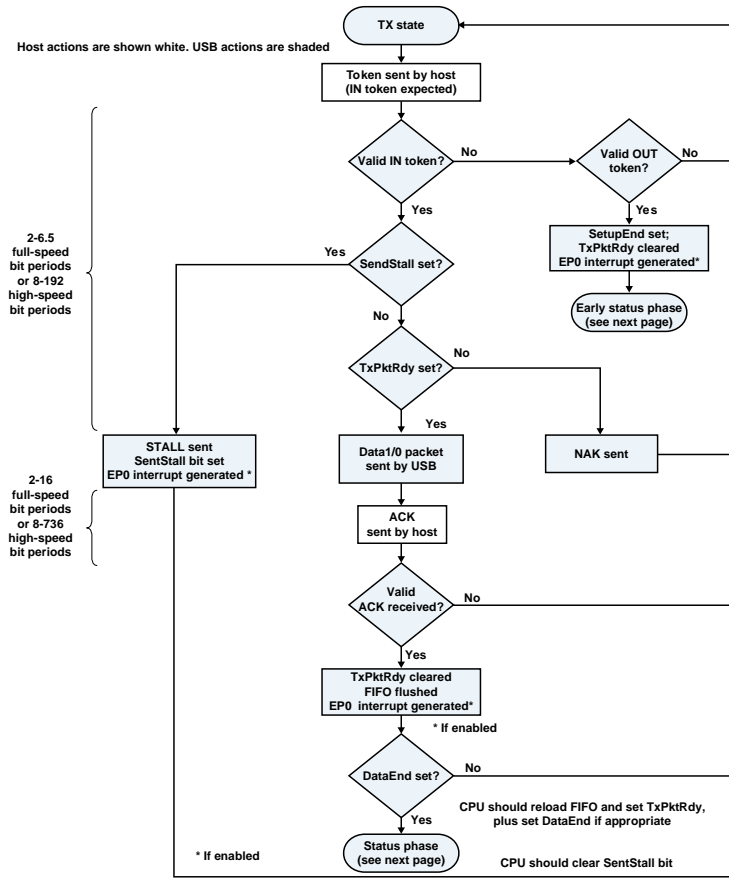 TX state
Host actions are shown white. USB actions are shaded
Token sent by host
(IN token expected)
Valid IN token?
No
Valid OUT
token?
No
Yes
Yes
SetupEnd set;
TxPktRdy cleared
EP0 interrupt generated*
2-6.5
full-speed
bit periods
or 8-192
high-speed
bit periods
Yes
SendStall set?
Early status phase
(see next page)
No
TxPktRdy set?
No
Yes
STALL sent
SentStall bit set
EP0 interrupt generated *
Data1/0 packet
sent by USB
NAK sent
2-16
full-speed
bit periods
or 8-736
high-speed
bit periods
ACK
sent by host
Valid
ACK received?
No
Yes
TxPktRdy cleared
FIFO flushed
EP0 interrupt generated*
* If enabled
DataEnd set?
No
CPU should reload FIFO and set TxPktRdy,
plus set DataEnd if appropriate
Yes
Status phase
(see next page)
* If enabled
CPU should clear SentStall bit